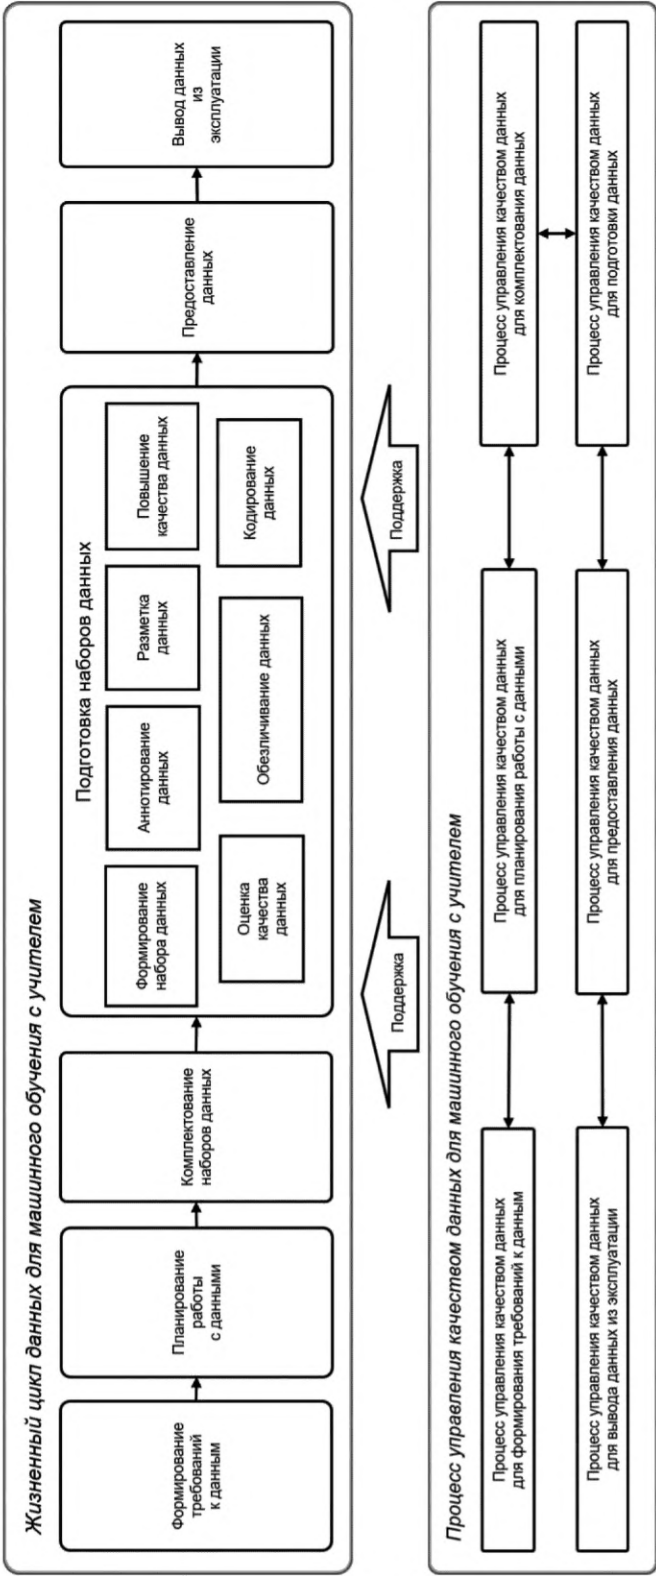 Жизненный цикл данных для машинного обучения с учителем
Формирование
требований
к данным
Планирование
работы
с данными
Комплектование
наборов данных
Подготовка наборов данных
Формирование
набора данных
Аннотирование
данных
Разметка
данных
Повышение
качества данных
Оценка
качества
данных
Обезличивание данных
Кодирование
данных
Предоставление
данных
Вывод данных
из
эксплуатации
Поддержка
Поддержка
Процесс управления качеством данных для машинного обучения с учителем
Процесс управления качеством данных
для формирования требований к данным
Процесс управления качеством данных
для планирования работы с данными
Процесс управления качеством данных
для комплектования данных
Процесс управления качеством данных
для вывода данных из эксплуатации
Процесс управления качеством данных
для предоставления данных
Процесс управления качеством данных
для подготовки данных